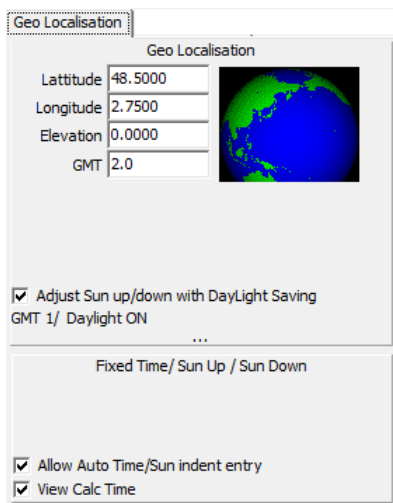 Geo Localisation
Geo Localisation
Lattitude 48.5000
Longitude 2.7500
Elevation 0.0000
GMT 2.0
Adjust Sun up/down with DayLight Saving
GMT 1/ Daylight ON
...
Fixed Time/ Sun Up / Sun Down
Allow Auto Time/Sun indent entry
View Calc Time